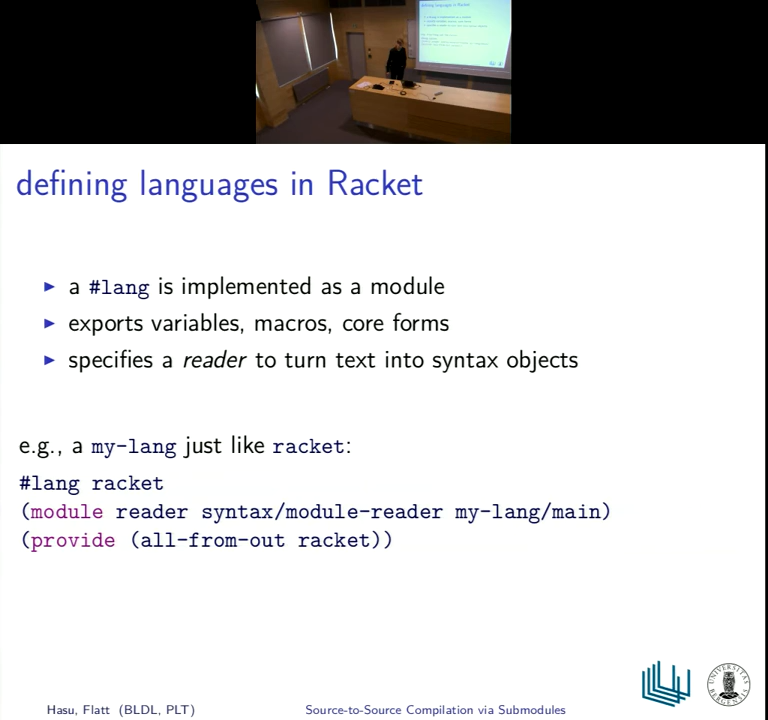 defining languages in Racket
▶ a #lang is implemented as a module
▶ exports variables, macros, core forms
▶ specifies a reader to turn text into syntax objects
e.g., a my-lang just like racket:
#lang racket
(module reader syntax/module-reader my-lang/main)
(provide (all-from-out racket))
Hasu, Flatt (BLDL, PLT)
Source-to-Source Compilation via Submodules
UNIVERSITAS
BERGENSIS